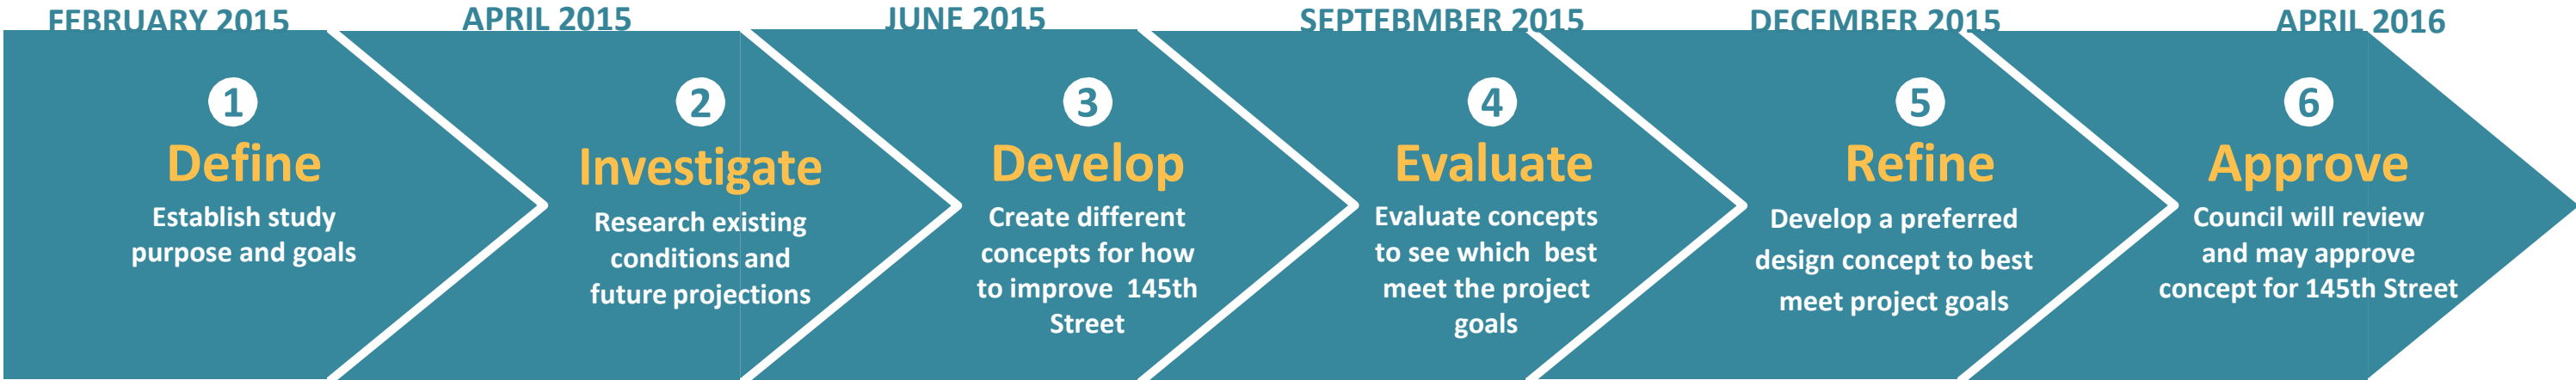 FEBRUARY 2015
APRIL 2015
JUNE 2015
SEPTEBMBER 2015
DECEMBER 2015
APRIL 2016
1
Define
Establish study
purpose and goals
2
Investigate
Research existing
conditions and
future projections
3
Develop
Create different
concepts for how
to improve 145th
Street
4
Evaluate
Evaluate concepts
to see which best
meet the project
goals
5
Refine
Develop a preferred
design concept to best
meet project goals
6
Approve
Council will review
and may approve
concept for 145th Street